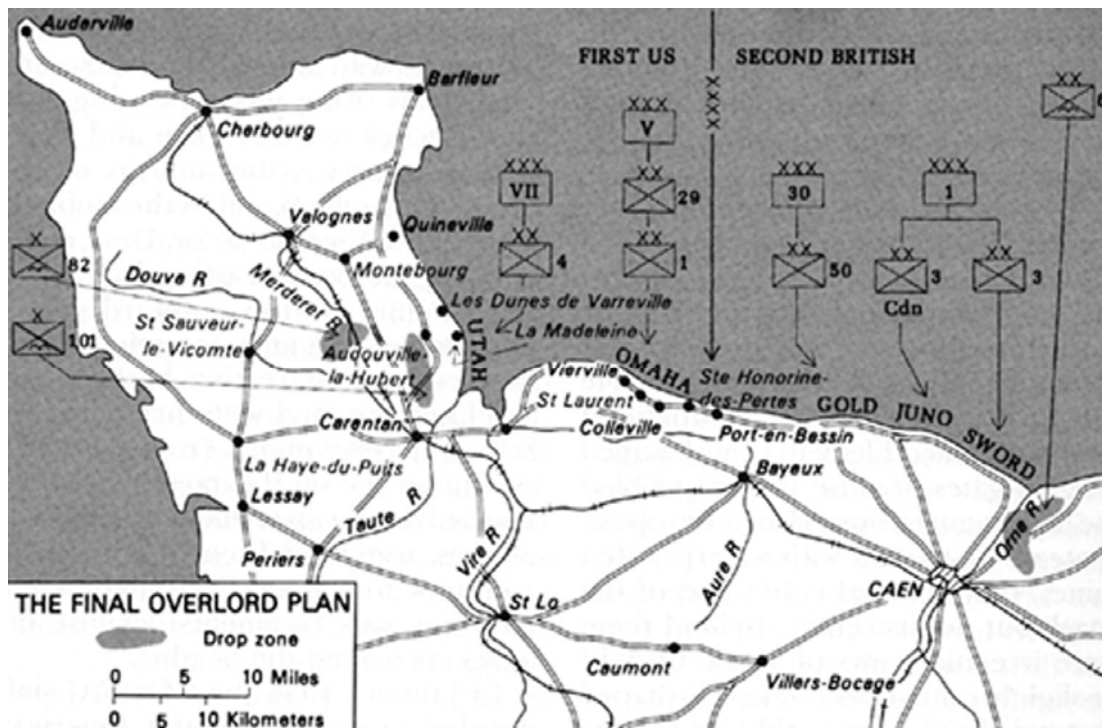 Auderville
Barfleur
Cherbourg
FIRST US
SECOND BRITISH
XXXX
XX
6
XXX
V
XXX
VII
XX
29
XXX
30
XXX
1
XX
4
XX
1
XX
50
XX
3
Cdn
XX
3
Valognes
Quineville
Montebourg
X
82
Douve R
Merderet R
Les Dunes de Varreville
La Madeleine
UTAH
X
101
St Sauveur-
le-Vicomte
Audouville-
la-Hubert
Vierville
OMAHA
St Laurent
Colleville
Ste Honorine-
des-Pertes
GOLD
JUNO
SWORD
Port-en-Bessin
Carentan
La Haye-du-Puits
Bayeux
Lessay
Taute R
Vire R
Aure R
Orne R
Periers
CAEN
St Lo
Caumont
Villers-Bocage
THE FINAL OVERLORD PLAN
Drop zone
0 5 10 Miles
0 5 10 Kilometers